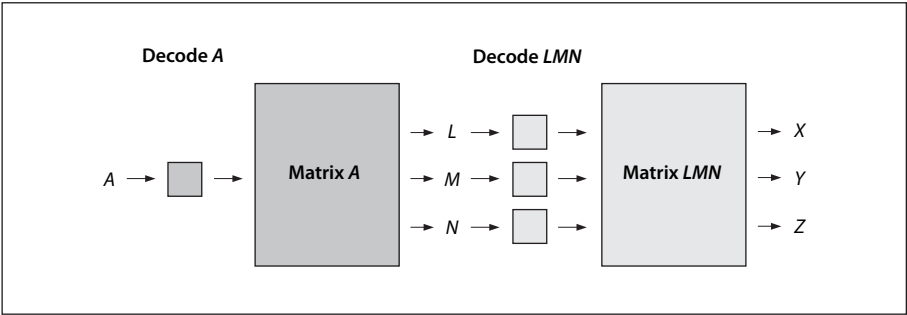 Decode A
Decode LMN
L
X
A
Matrix A
M
Matrix LMN
Y
N
Z